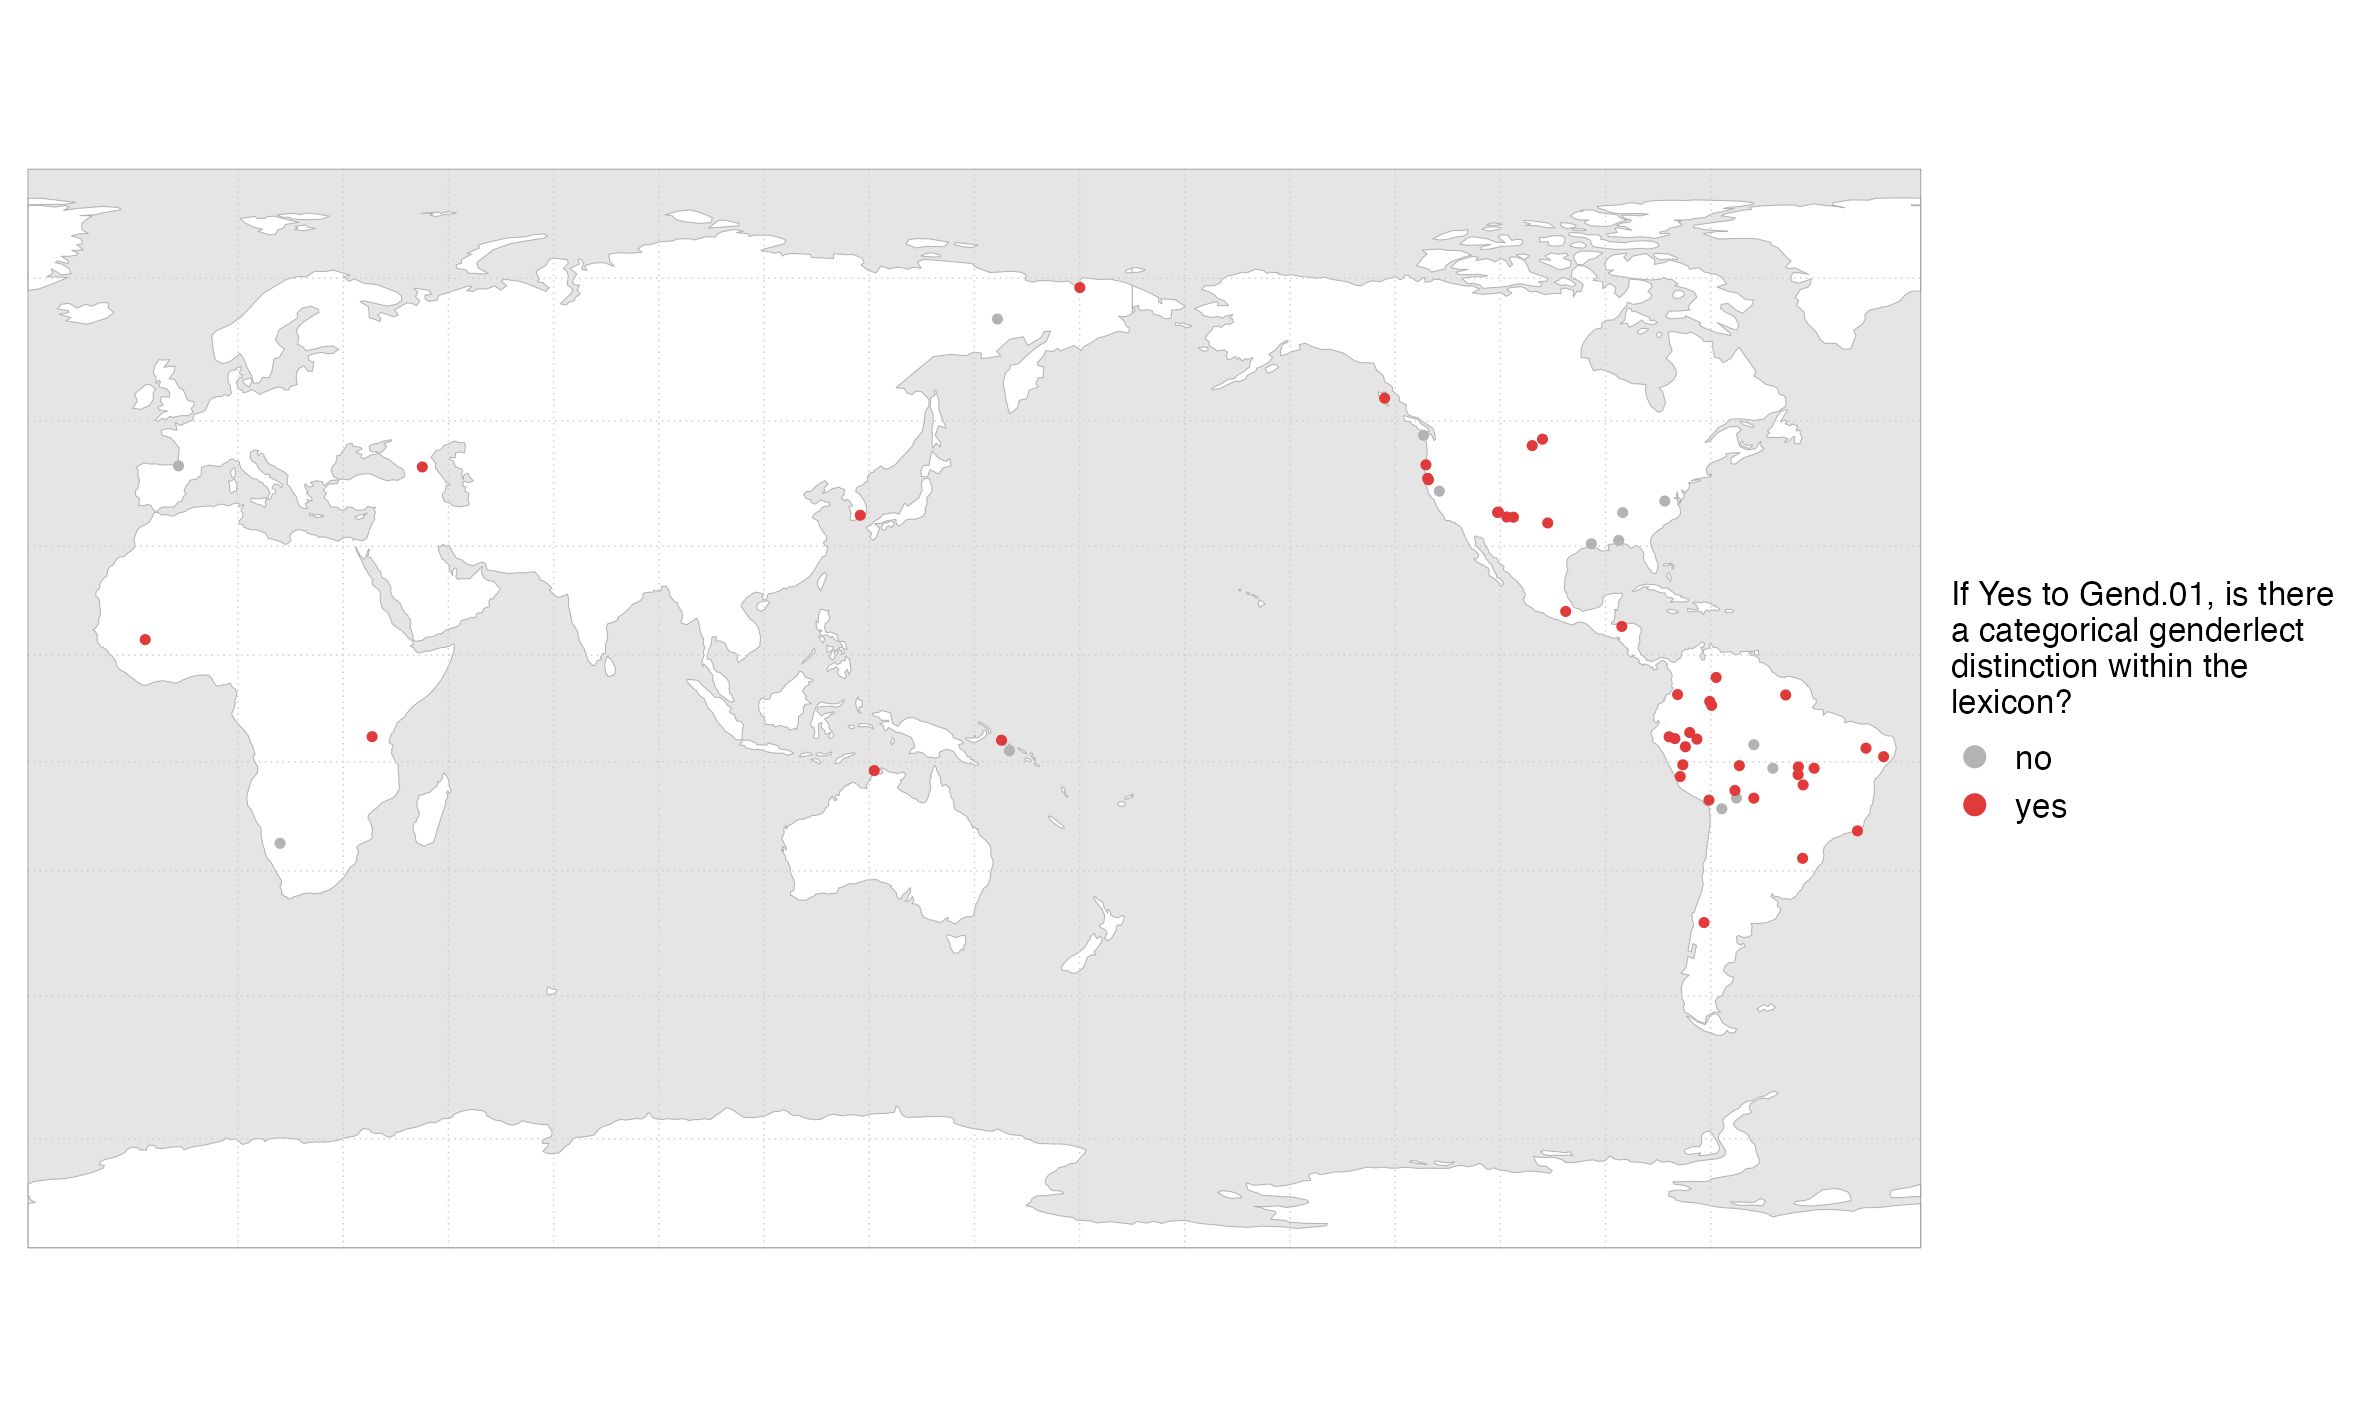 If Yes to Gend.01, is there
a categorical genderlect
distinction within the
lexicon?
no
yes